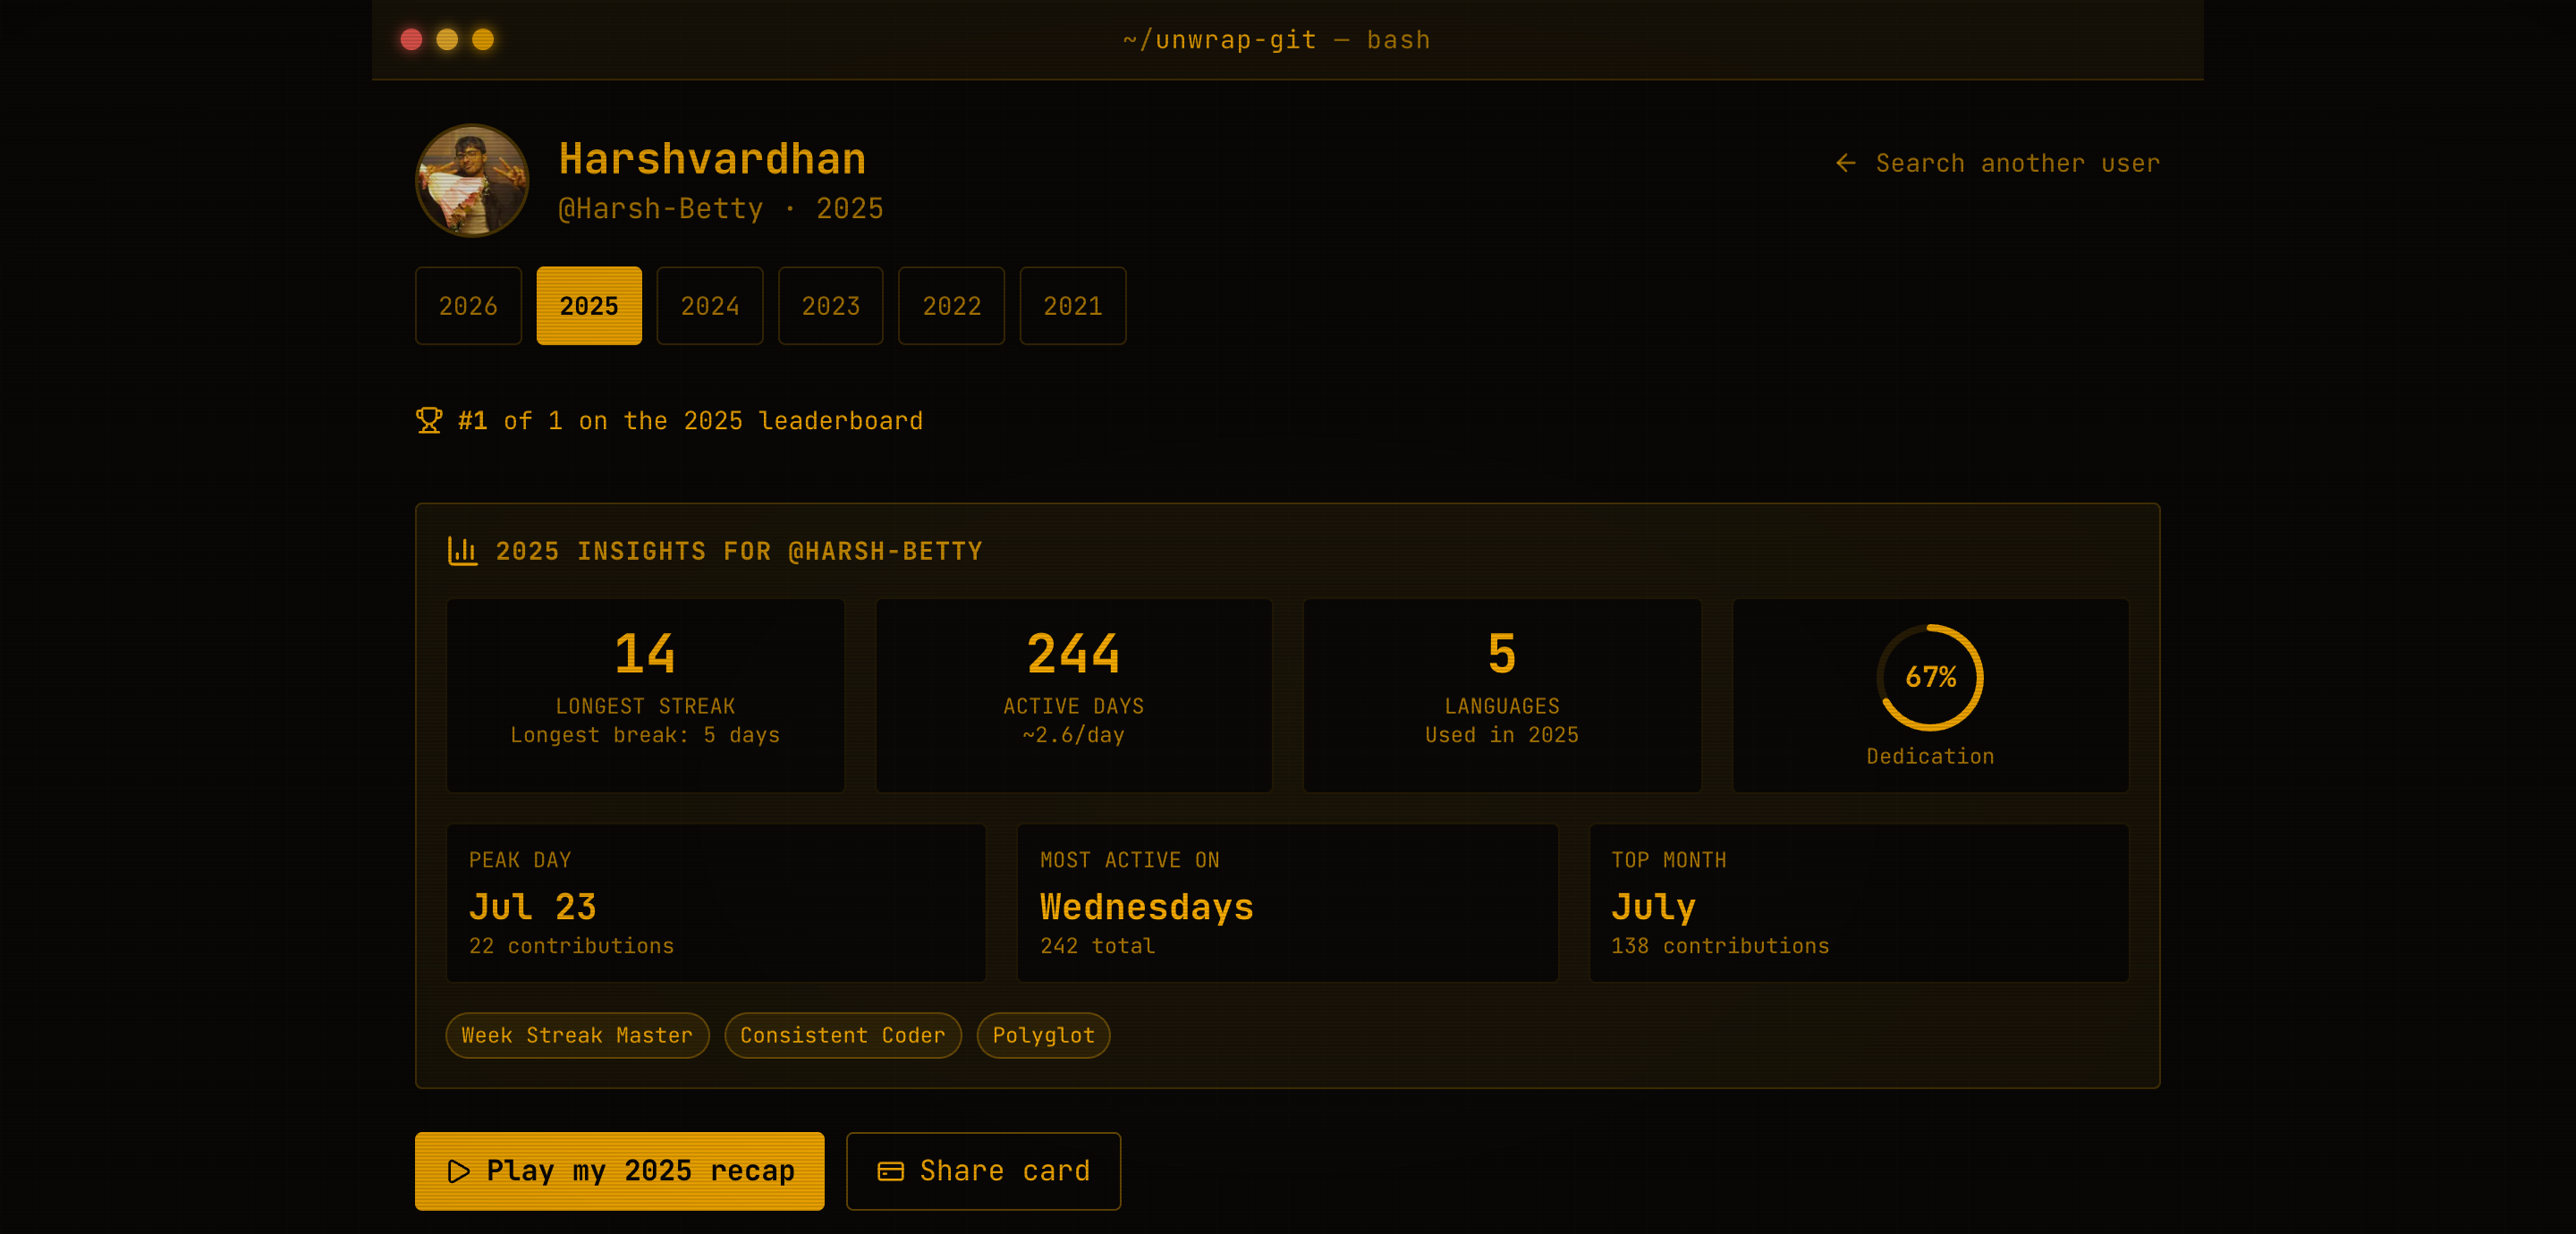 ~/unwrap-git — bash
Harshvardhan
@Harsh-Betty · 2025
← Search another user
2026 2025 2024 2023 2022 2021
#1 of 1 on the 2025 leaderboard
2025 INSIGHTS FOR @HARSH-BETTY
14
LONGEST STREAK
Longest break: 5 days
244
ACTIVE DAYS
~2.6/day
5
LANGUAGES
Used in 2025
67%
Dedication
PEAK DAY
Jul 23
22 contributions
MOST ACTIVE ON
Wednesdays
242 total
TOP MONTH
July
138 contributions
Week Streak Master
Consistent Coder
Polyglot
Play my 2025 recap
Share card